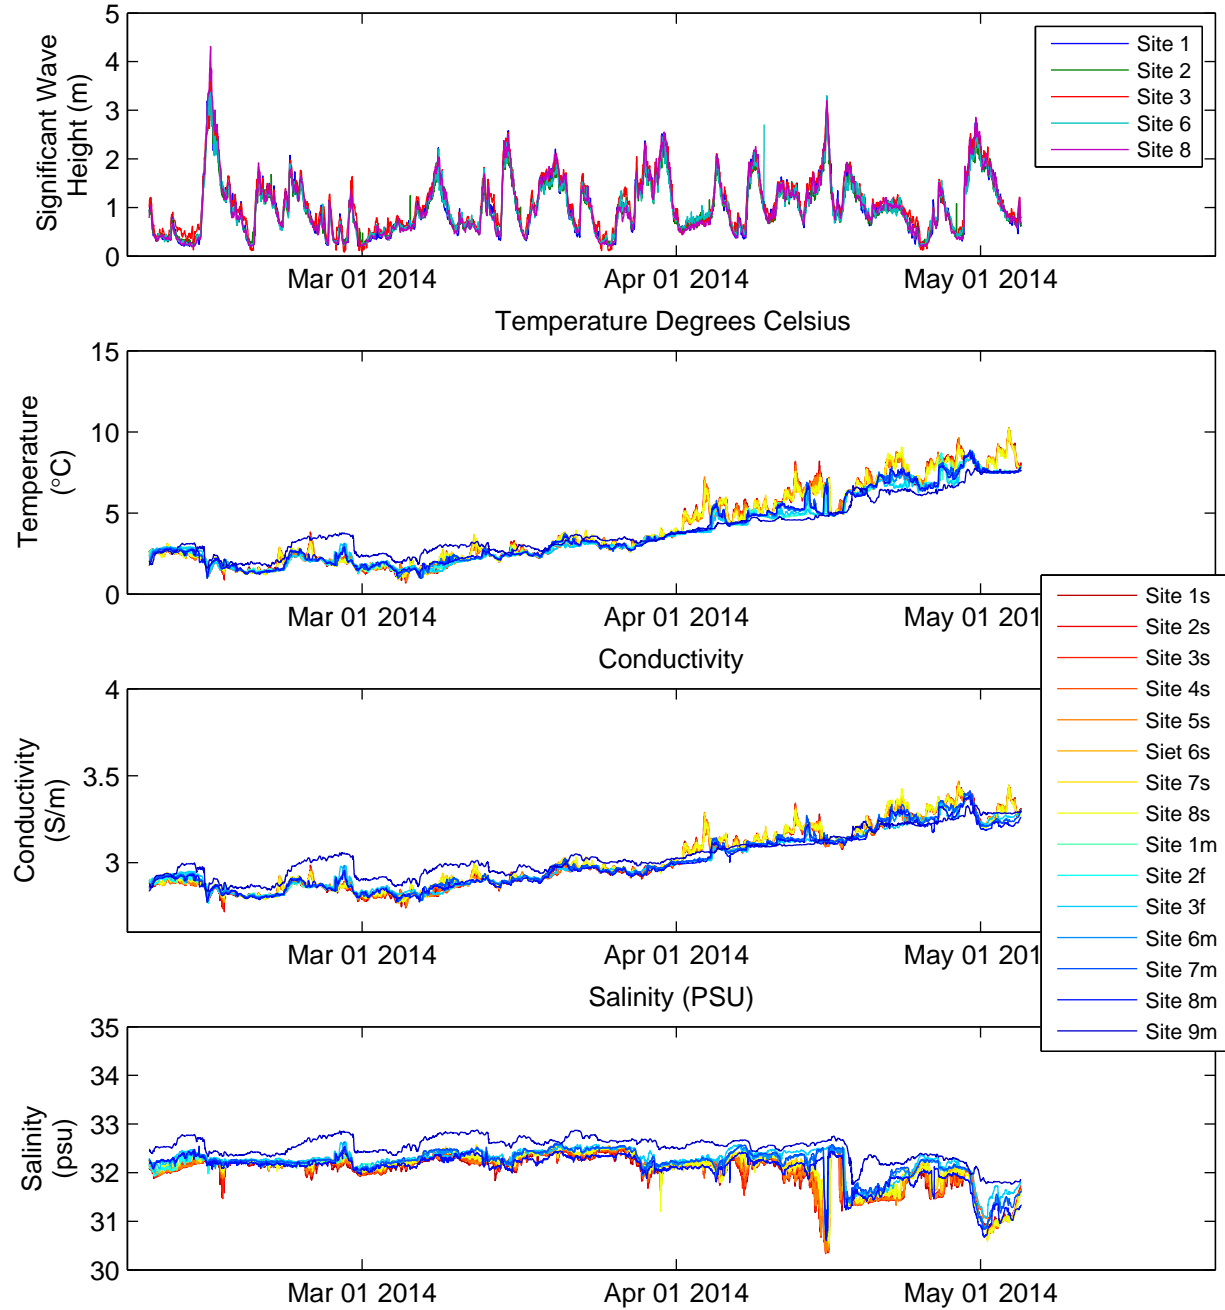 5
4
3
2
1
0
Significant Wave
Height (m)
Site 1
Site 2
Site 3
Site 6
Site 8
Mar 01 2014
Apr 01 2014
May 01 2014
Temperature Degrees Celsius
15
10
5
0
Temperature
(°C)
Mar 01 2014
Apr 01 2014
May 01 201
Conductivity
4
3.5
3
Conductivity
(S/m)
Site 1s
Site 2s
Site 3s
Site 4s
Site 5s
Siet 6s
Site 7s
Site 8s
Site 1m
Site 2f
Site 3f
Site 6m
Site 7m
Site 8m
Site 9m
Mar 01 2014
Apr 01 2014
May 01 201
Salinity (PSU)
35
34
33
32
31
30
Salinity
(psu)
Mar 01 2014
Apr 01 2014
May 01 2014